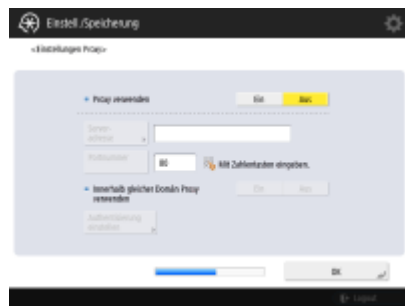 Einstell./Speicherung
<Einstellungen Proxy>
Proxy verwenden
Ein
Aus
Server-
adresse
Portnummer
80
Mit Zahlentasten eingeben.
Innerhalb gleicher Domän Proxy
verwenden
Ein
Aus
Authentisierung
einstellen
OK
Logout